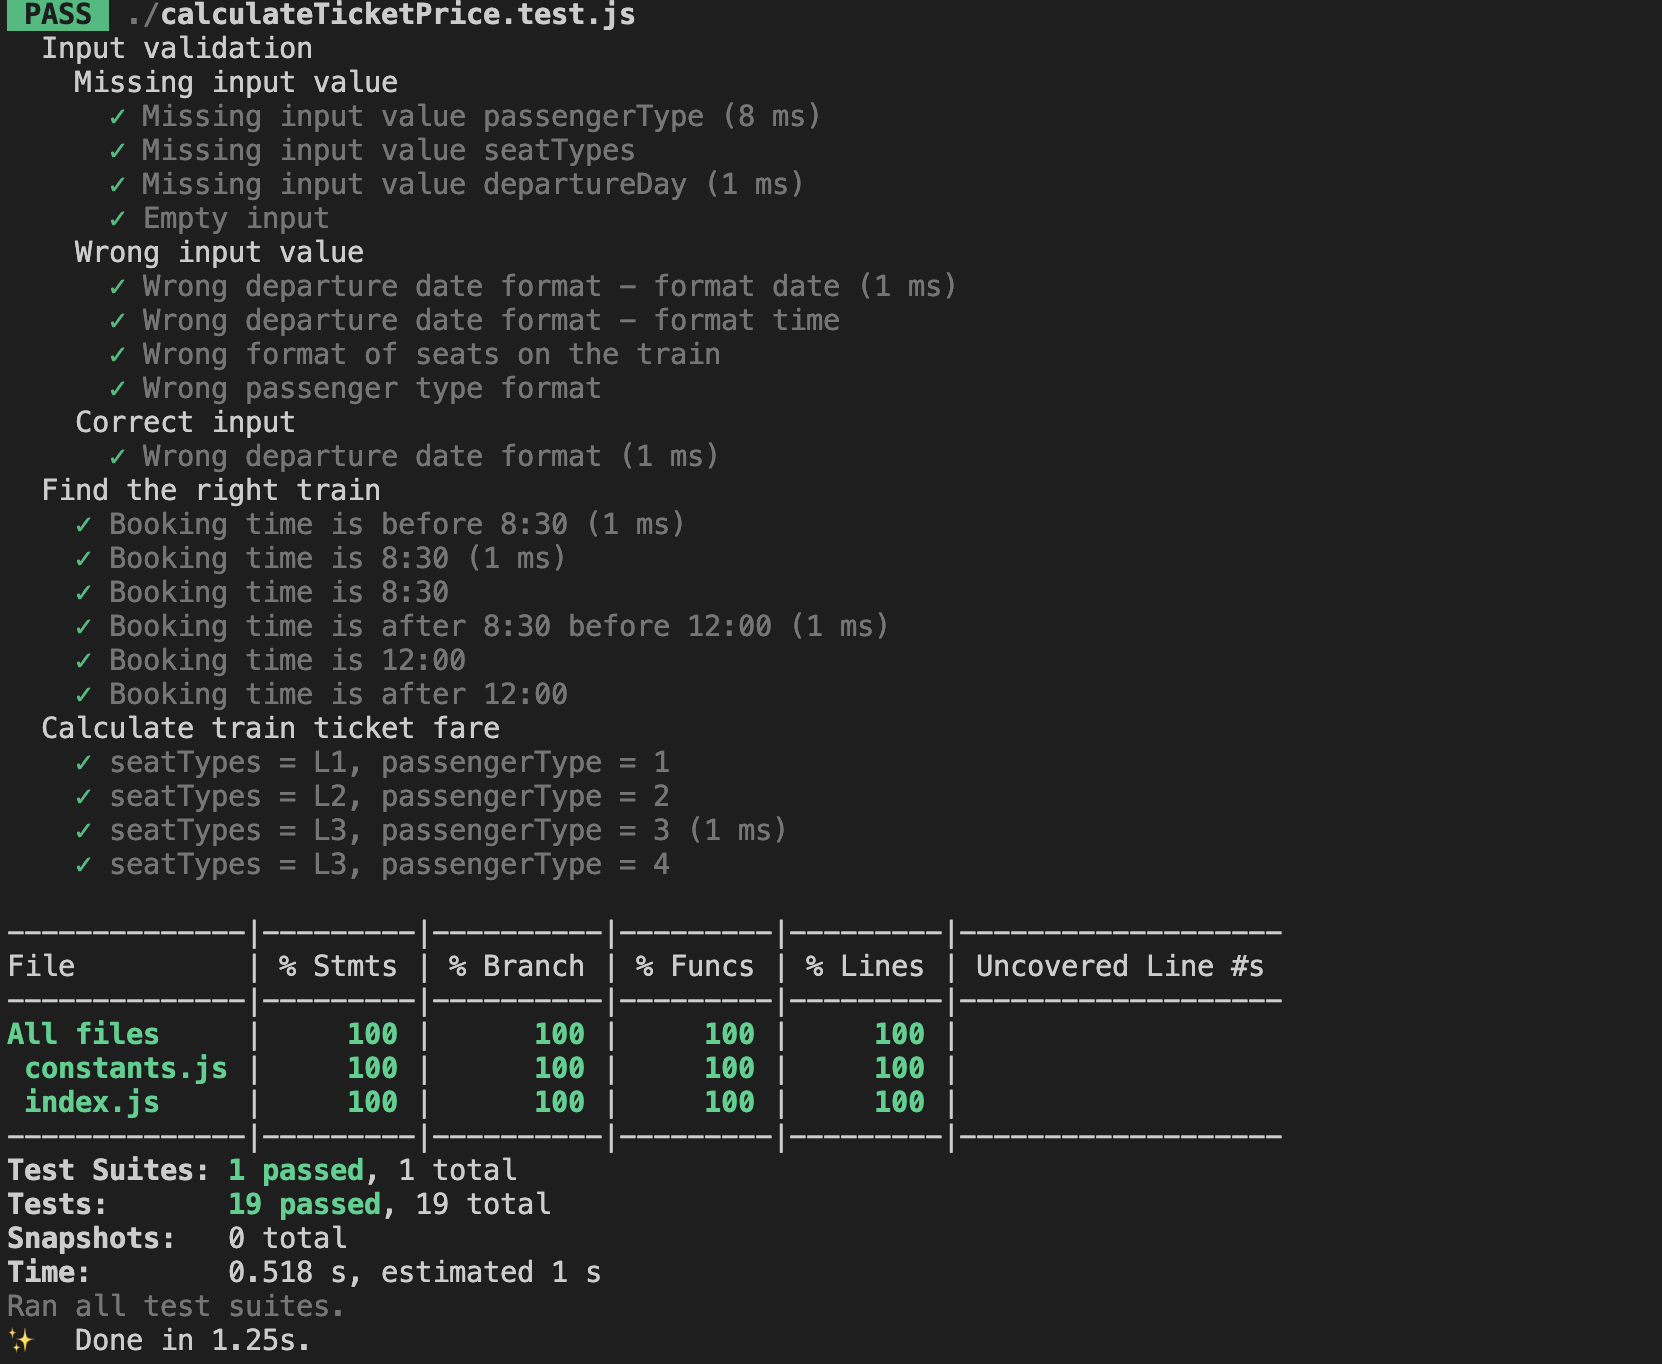 PASS ./calculateTicketPrice.test.js
Input validation
Missing input value
✓ Missing input value passengerType (8 ms)
✓ Missing input value seatTypes
✓ Missing input value departureDay (1 ms)
✓ Empty input
Wrong input value
✓ Wrong departure date format – format date (1 ms)
✓ Wrong departure date format – format time
✓ Wrong format of seats on the train
✓ Wrong passenger type format
Correct input
✓ Wrong departure date format (1 ms)
Find the right train
✓ Booking time is before 8:30 (1 ms)
✓ Booking time is 8:30 (1 ms)
✓ Booking time is 8:30
✓ Booking time is after 8:30 before 12:00 (1 ms)
✓ Booking time is 12:00
✓ Booking time is after 12:00
Calculate train ticket fare
✓ seatTypes = L1, passengerType = 1
✓ seatTypes = L2, passengerType = 2
✓ seatTypes = L3, passengerType = 3 (1 ms)
✓ seatTypes = L3, passengerType = 4
--------------|---------|----------|---------|---------|-------------------
File | % Stmts | % Branch | % Funcs | % Lines | Uncovered Line #s
--------------|---------|----------|---------|---------|-------------------
All files | 100 | 100 | 100 | 100 |
constants.js | 100 | 100 | 100 | 100 |
index.js | 100 | 100 | 100 | 100 |
--------------|---------|----------|---------|---------|-------------------
Test Suites: 1 passed, 1 total
Tests: 19 passed, 19 total
Snapshots: 0 total
Time: 0.518 s, estimated 1 s
Ran all test suites.
✨ Done in 1.25s.